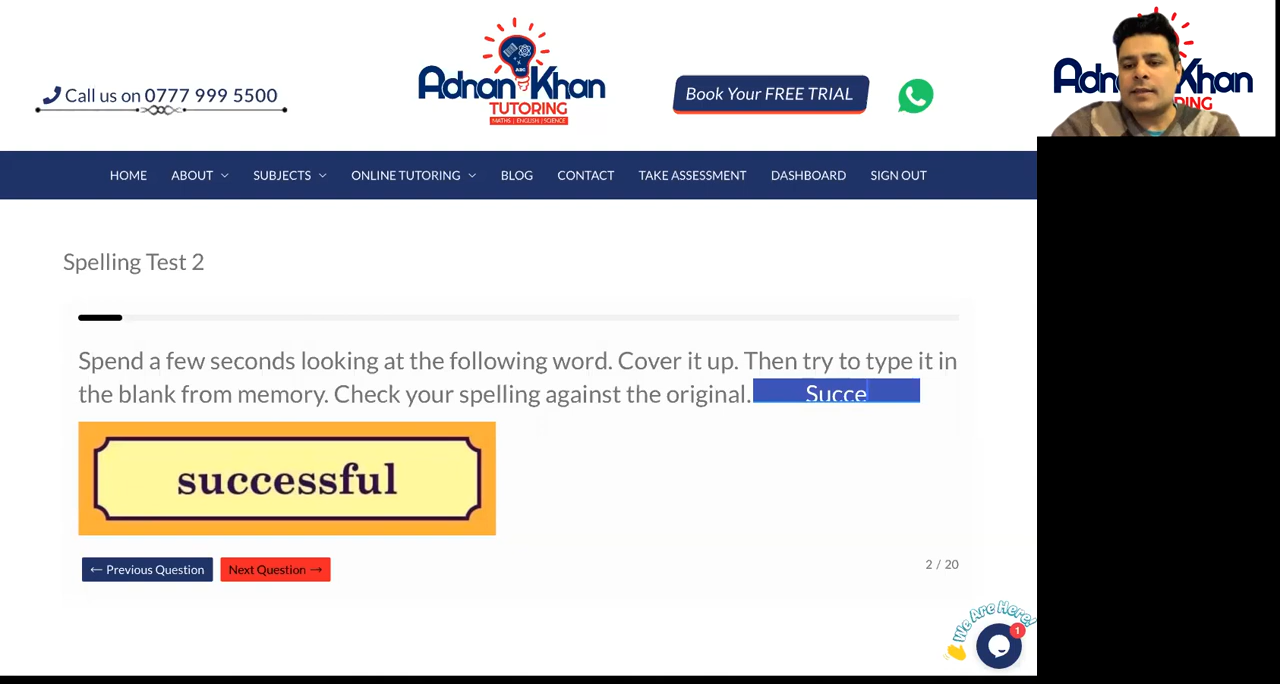 Call us on 0777 999 5500
Adnan Khan
TUTORING
MATHS | ENGLISH | SCIENCE
Book Your FREE TRIAL
HOME ABOUT SUBJECTS ONLINE TUTORING BLOG CONTACT TAKE ASSESSMENT DASHBOARD SIGN OUT
Spelling Test 2
Spend a few seconds looking at the following word. Cover it up. Then try to type it in
the blank from memory. Check your spelling against the original. Succe
successful
← Previous Question Next Question → 2 / 20
We Are Here!
1